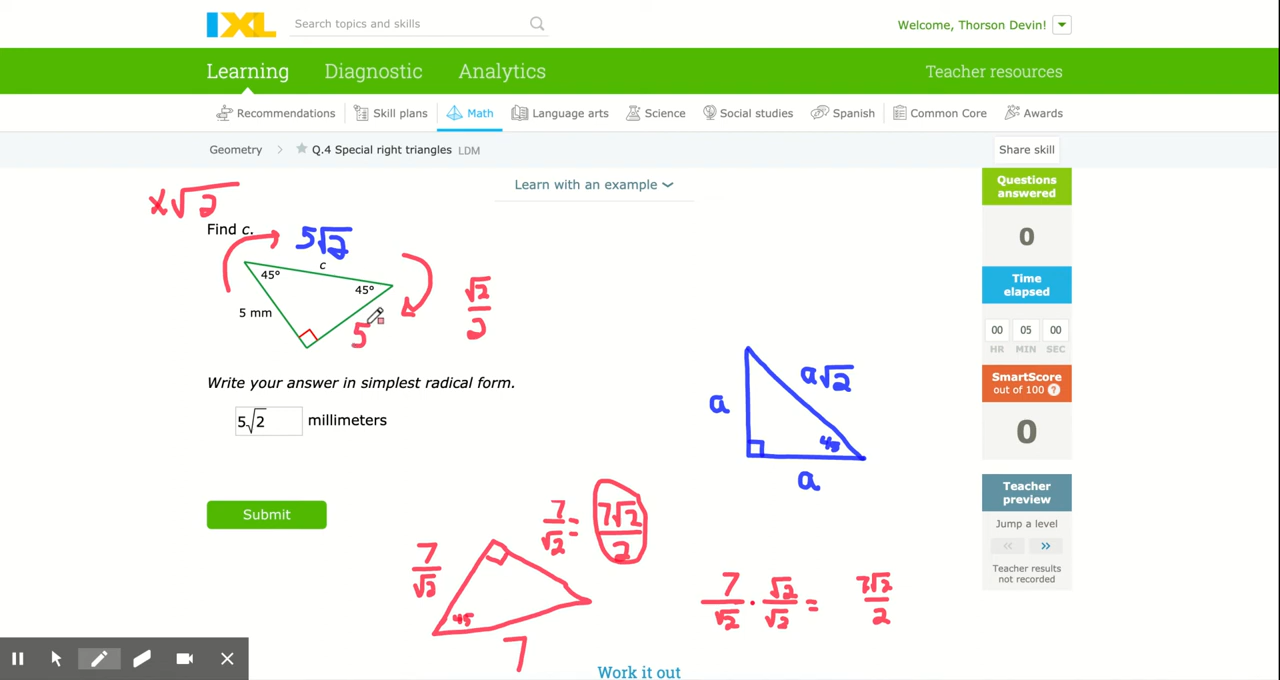 IXL
Search topics and skills
Welcome, Thorson Devin!
Learning Diagnostic Analytics
Teacher resources
Recommendations Skill plans Math Language arts Science Social studies Spanish Common Core Awards
Geometry > Q.4 Special right triangles LDM
Share skill
Learn with an example
x√2
Find c.
5√2
c
45°
45°
5 mm
5
√2/2
Write your answer in simplest radical form.
5√2 millimeters
Submit
a
a√2
45
a
7/√2
7/√2 = 7√2/2
45
7
7/√2 · √2/√2 = 7√2/2
Work it out
Questions
answered
0
Time
elapsed
00 05 00
HR MIN SEC
SmartScore
out of 100 ?
0
Teacher
preview
Jump a level
<< >>
Teacher results
not recorded